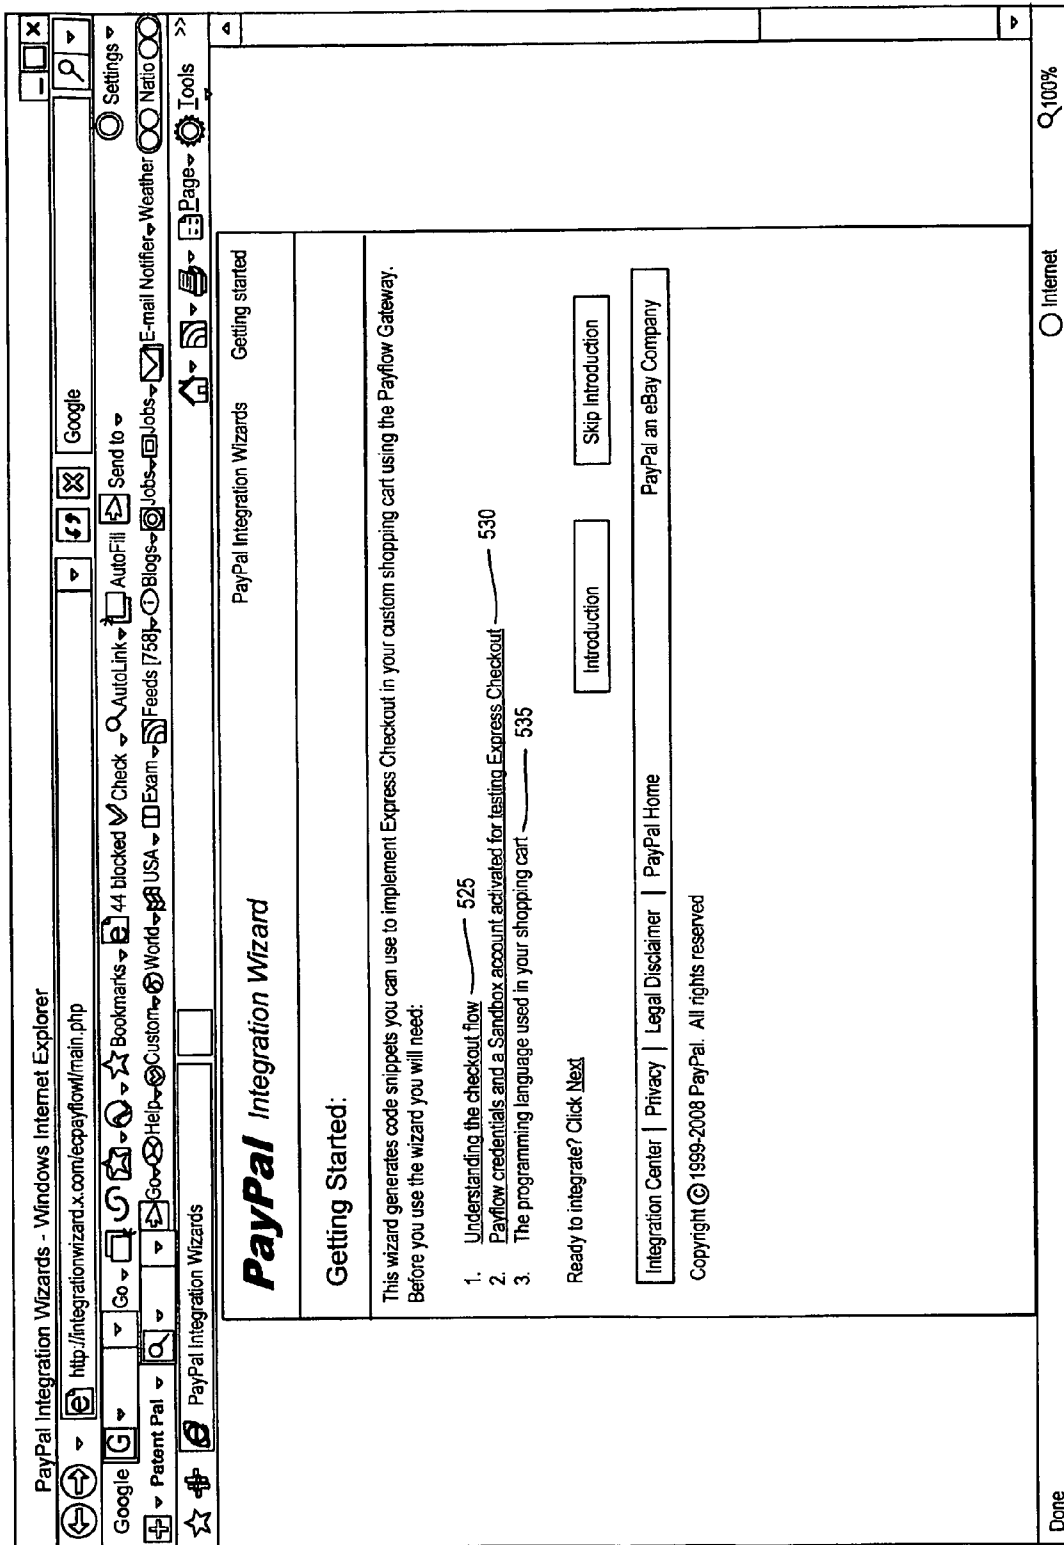 PayPal Integration Wizards - Windows Internet Explorer
http://integrationwizard.x.com/ecpayflowl/main.php
Google
Google G Go Bookmarks 44 blocked Check AutoLink AutoFill Send to Settings
Patent Pal Go Help Custom World USA Exam Feeds [758] Blogs Jobs Jobs E-mail Notifier Weather Natio
PayPal Integration Wizards
Page Tools >>
PayPal Integration Wizard
PayPal Integration Wizards Getting started
Getting Started:
This wizard generates code snippets you can use to implement Express Checkout in your custom shopping cart using the Payflow Gateway.
Before you use the wizard you will need:
1. Understanding the checkout flow 525
2. Payflow credentials and a Sandbox account activated for testing Express Checkout 530
3. The programming language used in your shopping cart 535
Ready to integrate? Click Next
Introduction
Skip Introduction
Integration Center | Privacy | Legal Disclaimer | PayPal Home PayPal an eBay Company
Copyright © 1999-2008 PayPal. All rights reserved
Done Internet 100%